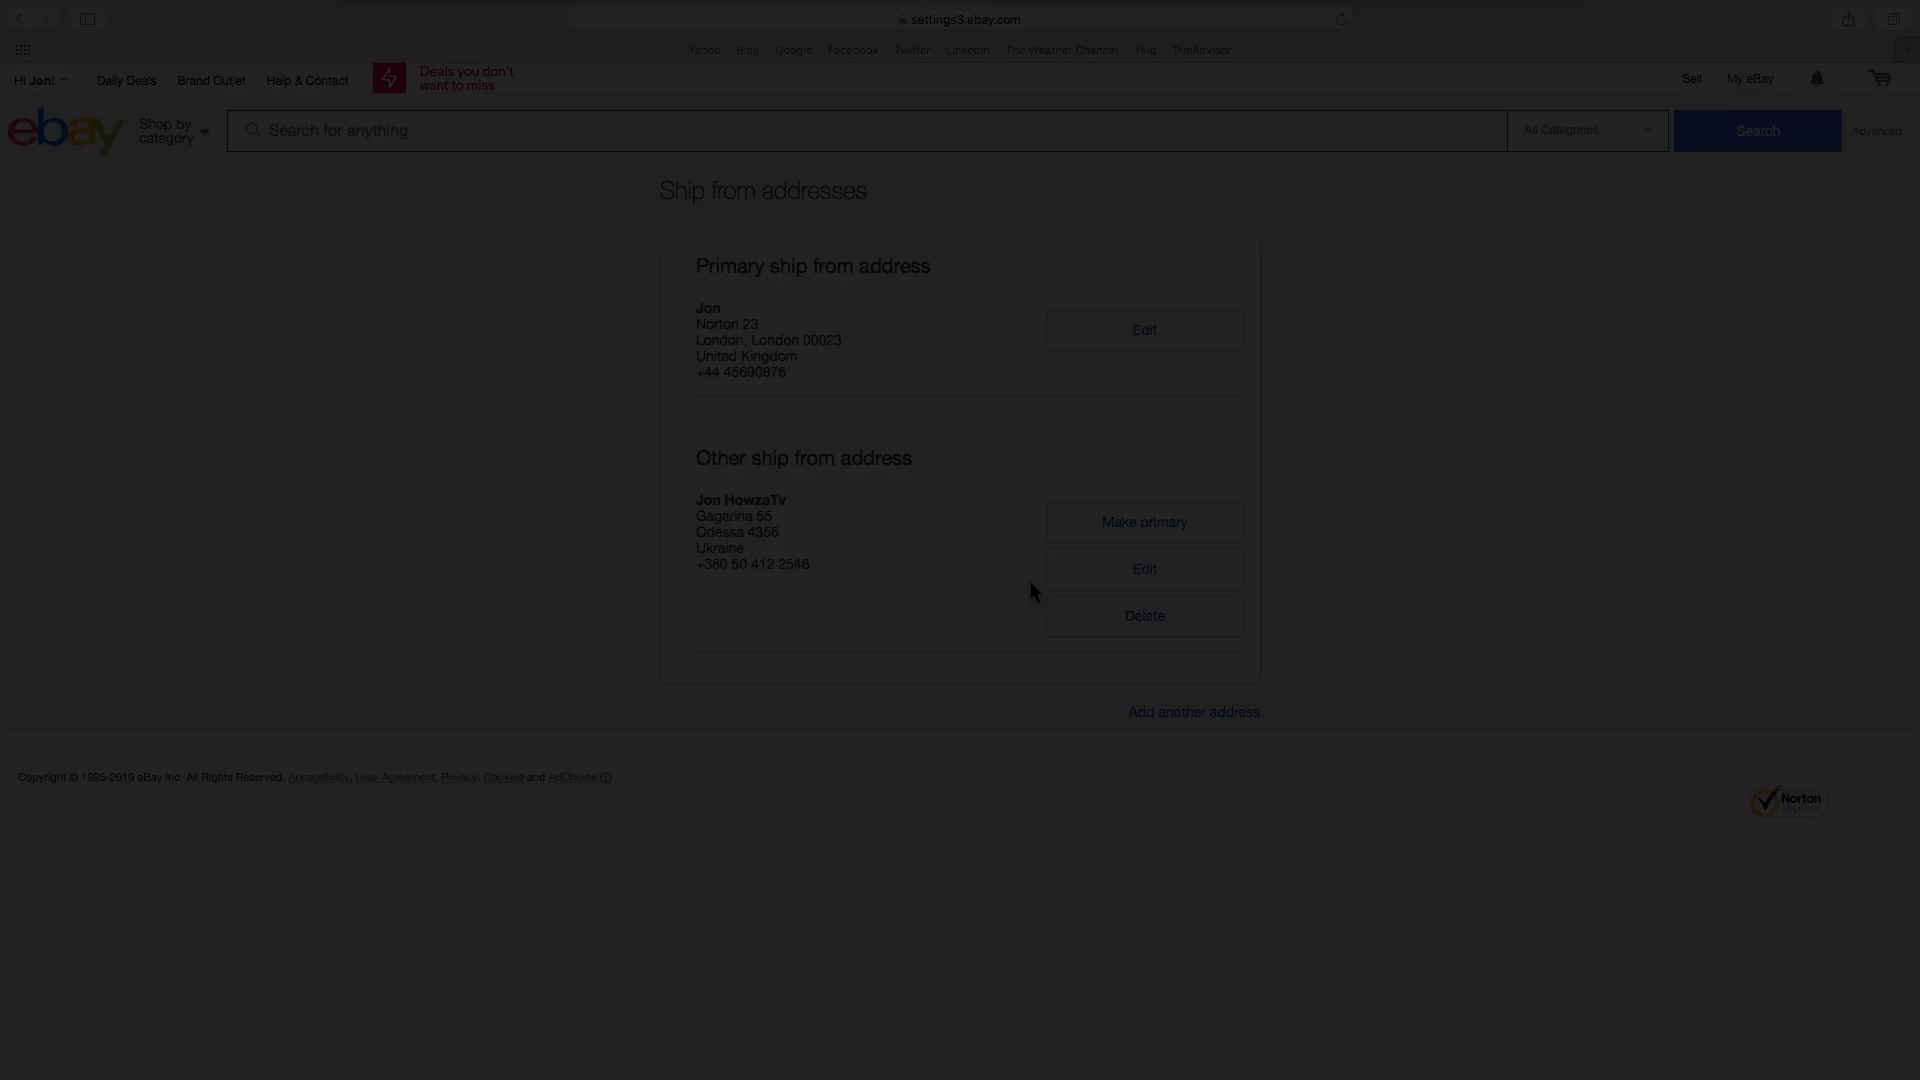 settings3.ebay.com
Yahoo Bing Google Facebook Twitter LinkedIn The Weather Channel Yelp TripAdvisor
Hi Jon! Daily Deals Brand Outlet Help & Contact Deals you don't
want to miss
Sell My eBay
ebay
Shop by
category
Search for anything
All Categories
Search
Advanced
Ship from addresses
Primary ship from address
Jon
Norton 23
London, London 00023
United Kingdom
+44 45690876
Edit
Other ship from address
Jon HowzaTv
Gagarina 55
Odessa 4356
Ukraine
+380 50 412 2546
Make primary
Edit
Delete
Add another address
Copyright © 1995-2019 eBay Inc. All Rights Reserved. Accessibility, User Agreement, Privacy, Cookies and AdChoice
Norton
SECURED